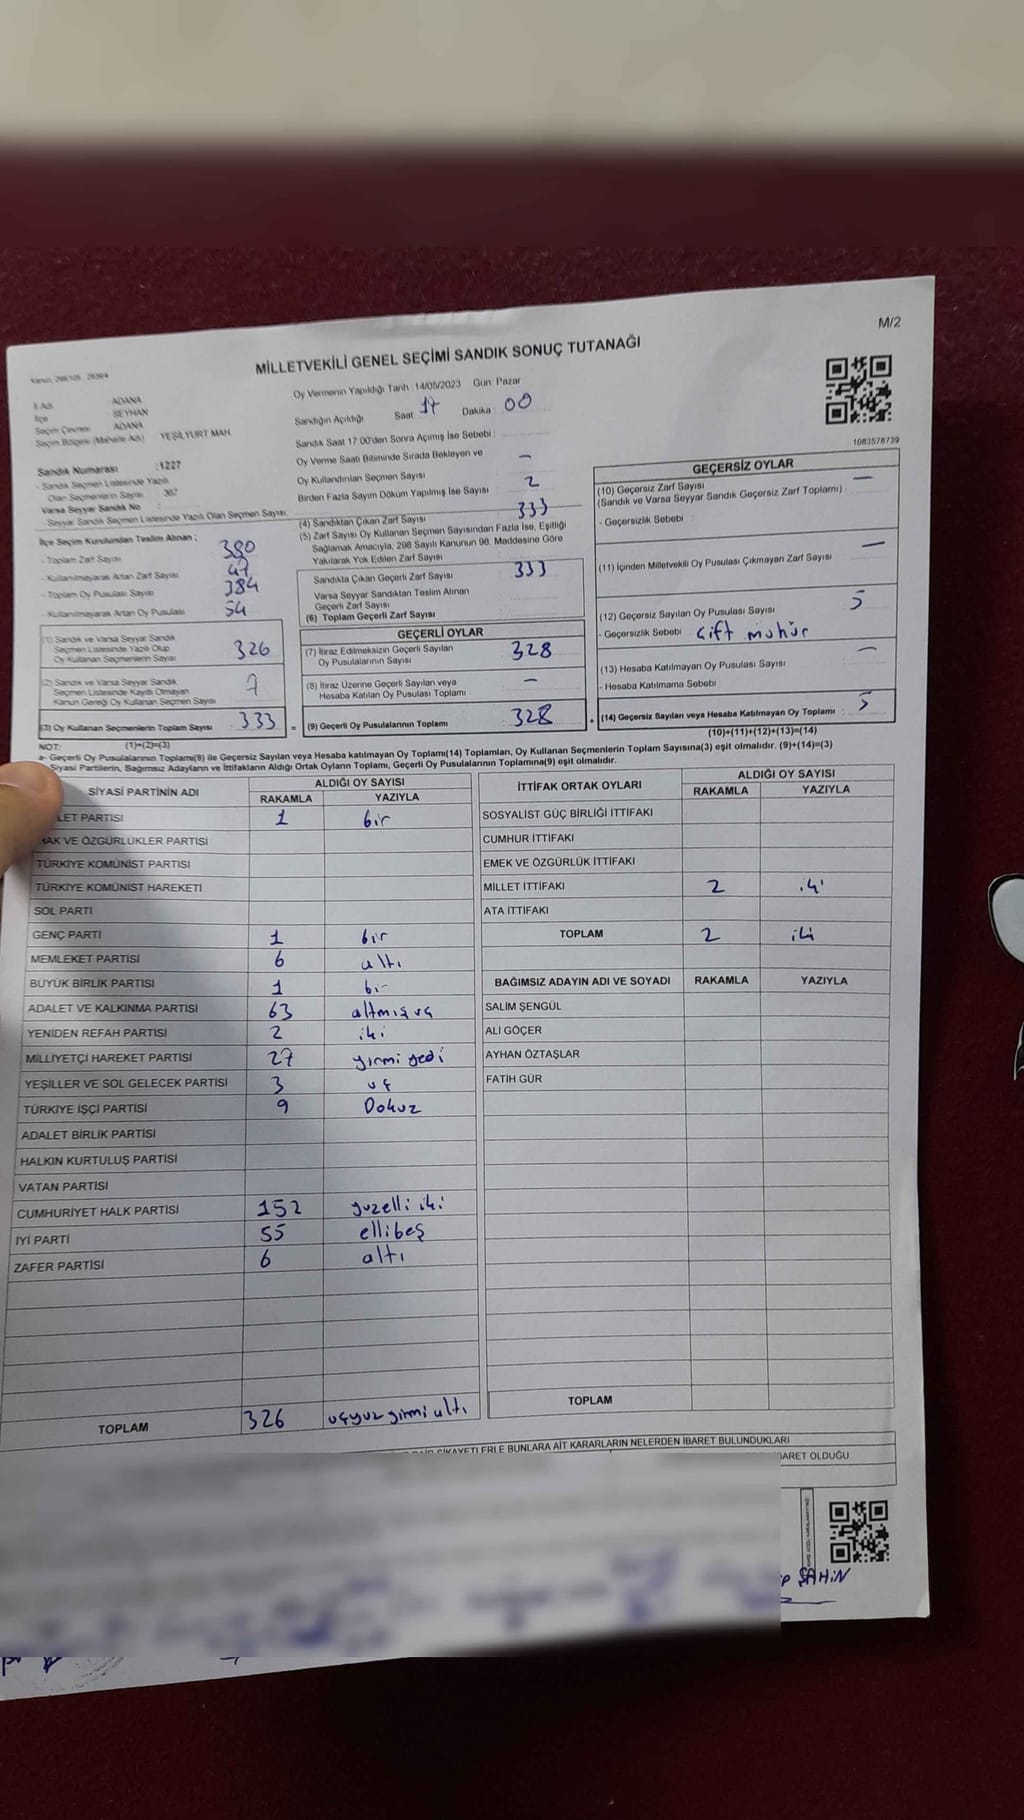 M/2
MİLLETVEKİLİ GENEL SEÇİMİ SANDIK SONUÇ TUTANAĞI
İl Adı ADANA
İlçe SEYHAN
Seçim Çevresi ADANA
Seçim Bölgesi (Mahalle Adı) YEŞİLYURT MAH
Sandık Numarası :1227
- Sandık Seçmen Listesinde Yazılı
Olan Seçmenlerin Sayısı : 367
Varsa Seyyar Sandık No
- Seyyar Sandık Seçmen Listesinde Yazılı Olan Seçmen Sayısı
Oy Vermenin Yapıldığı Tarih 14/05/2023 Gün: Pazar
Sandığın Açıldığı Saat 17 Dakika 00
Sandık Saat 17:00'den Sonra Açmış İse Sebebi :
Oy Verme Saati Bitiminde Sırada Bekleyen ve
Oy Kullandırılan Seçmen Sayısı –
Birden Fazla Sayım Döküm Yapılmış İse Sayısı 2
1083578739
İlçe Seçim Kurulundan Teslim Alınan ;
- Toplam Zarf Sayısı 380
- Kullanılmayarak Artan Zarf Sayısı 47
- Toplam Oy Pusulası Sayısı 384
- Kullanılmayarak Artan Oy Pusulası 54
(1) Sandık ve Varsa Seyyar Sandık
Seçmen Listesinde Yazılı Olup
Oy Kullanan Seçmenlerin Sayısı 326
(2) Sandık ve Varsa Seyyar Sandık
Seçmen Listesinde Kayıtlı Olmayan
Kanun Gereği Oy Kullanan Seçmen Sayısı 7
(3) Oy Kullanan Seçmenlerin Toplam Sayısı 333 =
(1)+(2)=(3)
(4) Sandıktan Çıkan Zarf Sayısı 333
(5) Zarf Sayısı Oy Kullanan Seçmen Sayısından Fazla İse, Eşitliği
Sağlamak Amacıyla, 298 Sayılı Kanunun 98. Maddesine Göre
Yakılarak Yok Edilen Zarf Sayısı
Sandıkta Çıkan Geçerli Zarf Sayısı 333
Varsa Seyyar Sandıktan Teslim Alınan
Geçerli Zarf Sayısı
(6) Toplam Geçerli Zarf Sayısı
GEÇERLİ OYLAR
(7) İtiraz Edilmeksizin Geçerli Sayılan
Oy Pusulalarının Sayısı 328
(8) İtiraz Üzerine Geçerli Sayılan veya
Hesaba Katılan Oy Pusulası Toplamı –
(9) Geçerli Oy Pusulalarının Toplamı 328 +
GEÇERSİZ OYLAR
(10) Geçersiz Zarf Sayısı –
(Sandık ve Varsa Seyyar Sandık Geçersiz Zarf Toplamı)
- Geçersizlik Sebebi
(11) İçinden Milletvekili Oy Pusulası Çıkmayan Zarf Sayısı –
(12) Geçersiz Sayılan Oy Pusulası Sayısı 5
- Geçersizlik Sebebi Çift mühür
(13) Hesaba Katılmayan Oy Pusulası Sayısı –
- Hesaba Katılmama Sebebi
(14) Geçersiz Sayılan veya Hesaba Katılmayan Oy Toplamı : 5
(10)+(11)+(12)+(13)=(14)
NOT:
a- Geçerli Oy Pusulalarının Toplamı(9) ile Geçersiz Sayılan veya Hesaba katılmayan Oy Toplamı(14) Toplamları, Oy Kullanan Seçmenlerin Toplam Sayısına(3) eşit olmalıdır. (9)+(14)=(3)
Siyasi Partilerin, Bağımsız Adayların ve İttifakların Aldığı Oyların Toplamı, Geçerli Oy Pusulalarının Toplamına(9) eşit olmalıdır.
SİYASİ PARTİNİN ADI ALDIĞI OY SAYISI
RAKAMLA YAZIYLA
LET PARTİSİ 1 bir
HAK VE ÖZGÜRLÜKLER PARTİSİ
TÜRKİYE KOMÜNİST PARTİSİ
TÜRKİYE KOMÜNİST HAREKETİ
SOL PARTİ
GENÇ PARTİ 1 bir
MEMLEKET PARTİSİ 6 altı
BÜYÜK BİRLİK PARTİSİ 1 bir
ADALET VE KALKINMA PARTİSİ 63 altmış üç
YENİDEN REFAH PARTİSİ 2 iki
MİLLİYETÇİ HAREKET PARTİSİ 27 yirmi yedi
YEŞİLLER VE SOL GELECEK PARTİSİ 3 üç
TÜRKİYE İŞÇİ PARTİSİ 9 Dokuz
ADALET BİRLİK PARTİSİ
HALKIN KURTULUŞ PARTİSİ
VATAN PARTİSİ
CUMHURİYET HALK PARTİSİ 152 yüzelli iki
İYİ PARTİ 55 ellibeş
ZAFER PARTİSİ 6 altı
TOPLAM 326 üçyüz yirmi altı
İTTİFAK ORTAK OYLARI ALDIĞI OY SAYISI
RAKAMLA YAZIYLA
SOSYALİST GÜÇ BİRLİĞİ İTTİFAKI
CUMHUR İTTİFAKI
EMEK VE ÖZGÜRLÜK İTTİFAKI
MİLLET İTTİFAKI 2 iki
ATA İTTİFAKI
TOPLAM 2 iki
BAĞIMSIZ ADAYIN ADI VE SOYADI RAKAMLA YAZIYLA
SALİM ŞENGÜL
ALİ GÖÇER
AYHAN ÖZTAŞLAR
FATİH GÜR
TOPLAM
ŞİKAYETLERLE BUNLARA AİT KARARLARIN NELERDEN İBARET BULUNDUKLARI
BARET OLDUĞU
ŞAHİN